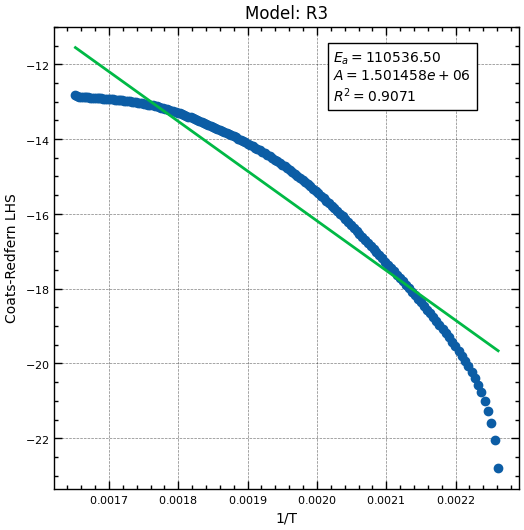 Model: R3
E_a = 110536.50
A = 1.501458e + 06
R² = 0.9071
−12
−14
−16
−18
−20
−22
Coats-Redfern LHS
0.0017 0.0018 0.0019 0.0020 0.0021 0.0022
1/T